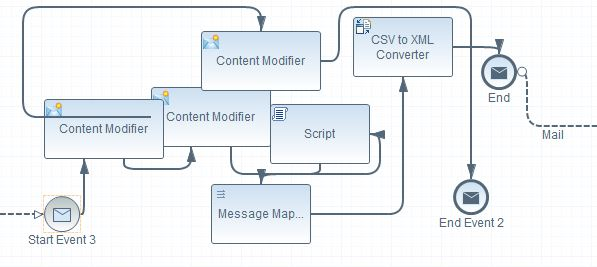 Content Modifier
CSV to XML
Converter
End
Content Modifier
Content Modifier
Script
Mail
Message Map...
End Event 2
Start Event 3